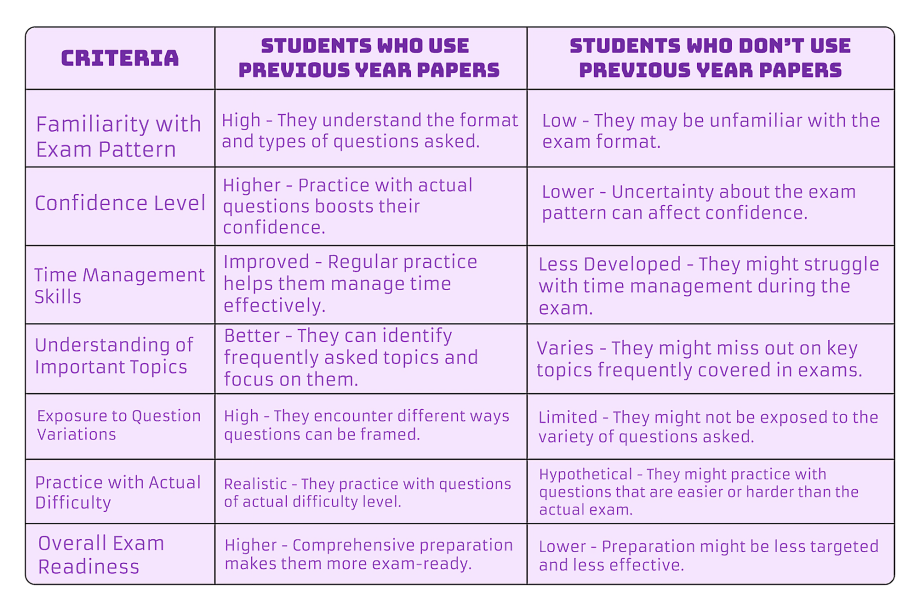 CRITERIA
STUDENTS WHO USE
PREVIOUS YEAR PAPERS
STUDENTS WHO DON'T USE
PREVIOUS YEAR PAPERS
Familiarity with
Exam Pattern
High - They understand the format
and types of questions asked.
Low - They may be unfamiliar with the
exam format.
Confidence Level
Higher - Practice with actual
questions boosts their
confidence.
Lower - Uncertainty about the exam
pattern can affect confidence.
Time Management
Skills
Improved - Regular practice
helps them manage time
effectively.
Less Developed - They might struggle
with time management during the
exam.
Understanding of
Important Topics
Better - They can identify
frequently asked topics and
focus on them.
Varies - They might miss out on key
topics frequently covered in exams.
Exposure to Question
Variations
High - They encounter different ways
questions can be framed.
Limited - They might not be exposed to the
variety of questions asked.
Practice with Actual
Difficulty
Realistic - They practice with questions
of actual difficulty level.
Hypothetical - They might practice with
questions that are easier or harder than the
actual exam.
Overall Exam
Readiness
Higher - Comprehensive preparation
makes them more exam-ready.
Lower - Preparation might be less targeted
and less effective.